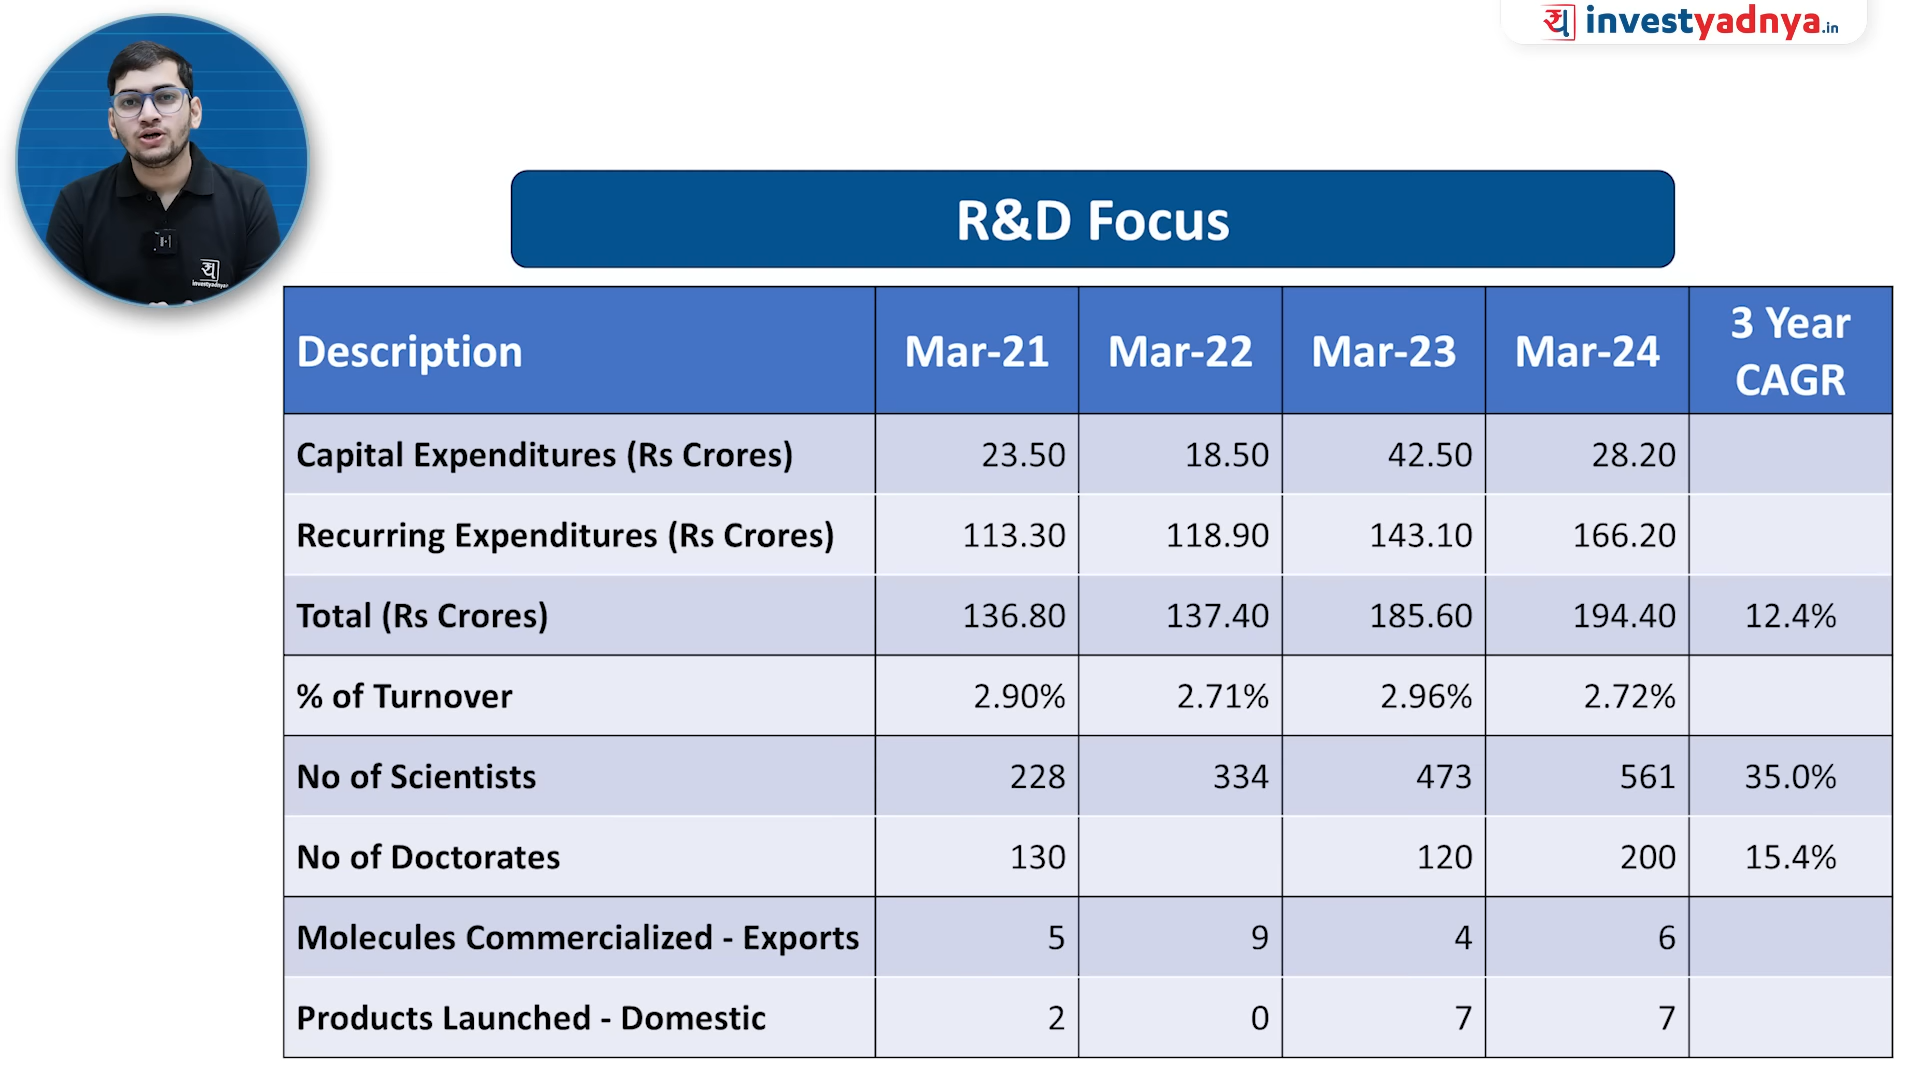 investyadnya.in
R&D Focus
Description Mar-21 Mar-22 Mar-23 Mar-24 3 Year CAGR
Capital Expenditures (Rs Crores) 23.50 18.50 42.50 28.20
Recurring Expenditures (Rs Crores) 113.30 118.90 143.10 166.20
Total (Rs Crores) 136.80 137.40 185.60 194.40 12.4%
% of Turnover 2.90% 2.71% 2.96% 2.72%
No of Scientists 228 334 473 561 35.0%
No of Doctorates 130 120 200 15.4%
Molecules Commercialized - Exports 5 9 4 6
Products Launched - Domestic 2 0 7 7
investyadnya